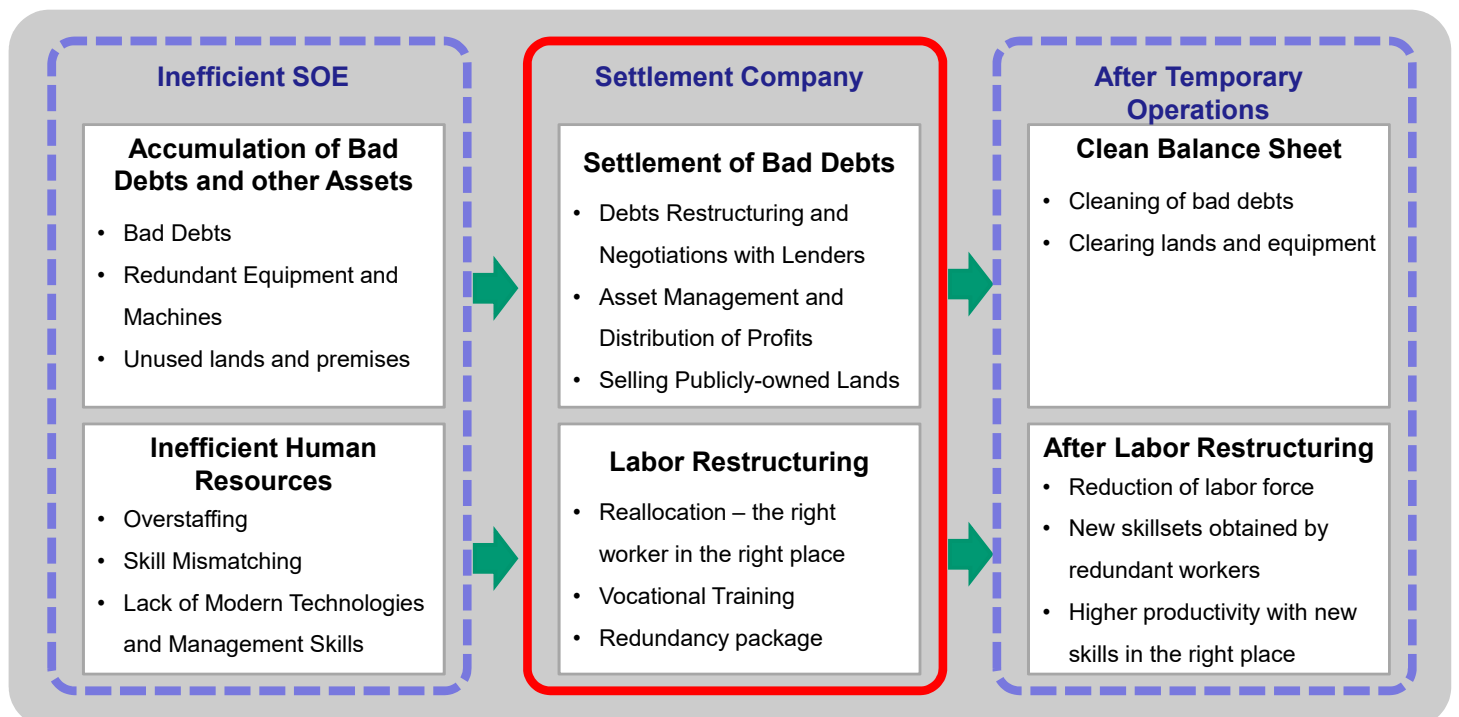 Inefficient SOE
Accumulation of Bad
Debts and other Assets
• Bad Debts
• Redundant Equipment and
Machines
• Unused lands and premises
Inefficient Human
Resources
• Overstaffing
• Skill Mismatching
• Lack of Modern Technologies
and Management Skills
Settlement Company
Settlement of Bad Debts
• Debts Restructuring and
Negotiations with Lenders
• Asset Management and
Distribution of Profits
• Selling Publicly-owned Lands
Labor Restructuring
• Reallocation – the right
worker in the right place
• Vocational Training
• Redundancy package
After Temporary
Operations
Clean Balance Sheet
• Cleaning of bad debts
• Clearing lands and equipment
After Labor Restructuring
• Reduction of labor force
• New skillsets obtained by
redundant workers
• Higher productivity with new
skills in the right place